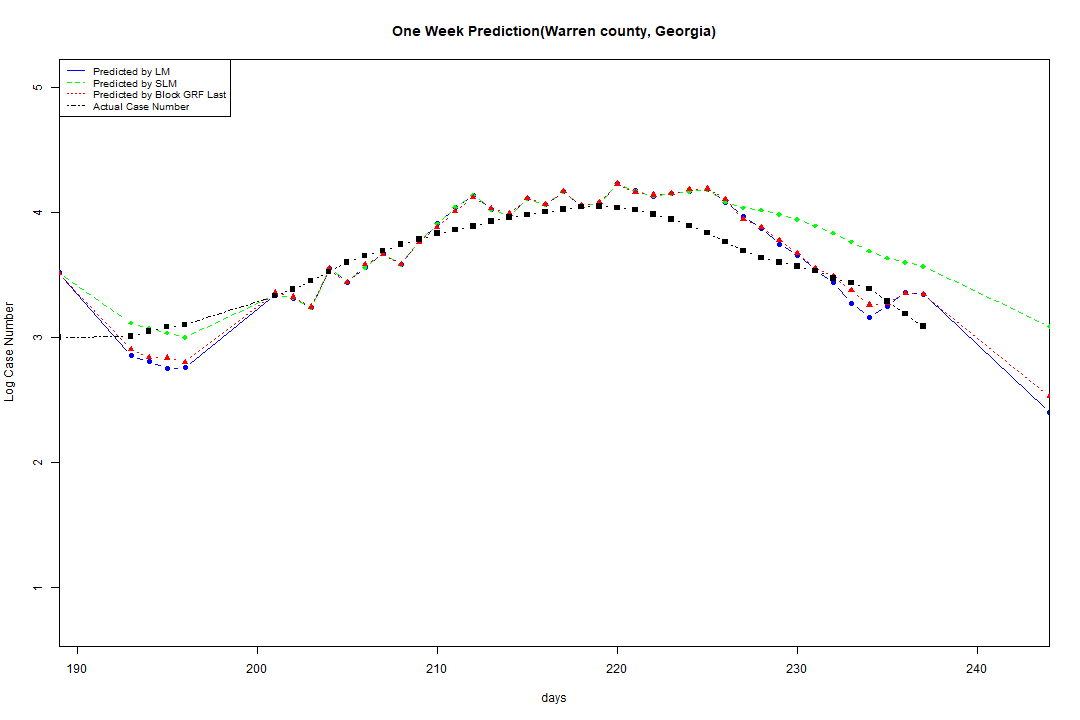 One Week Prediction(Warren county, Georgia)
Predicted by LM
Predicted by SLM
Predicted by Block GRF Last
Actual Case Number
5
4
3
2
1
Log Case Number
190 200 210 220 230 240
days